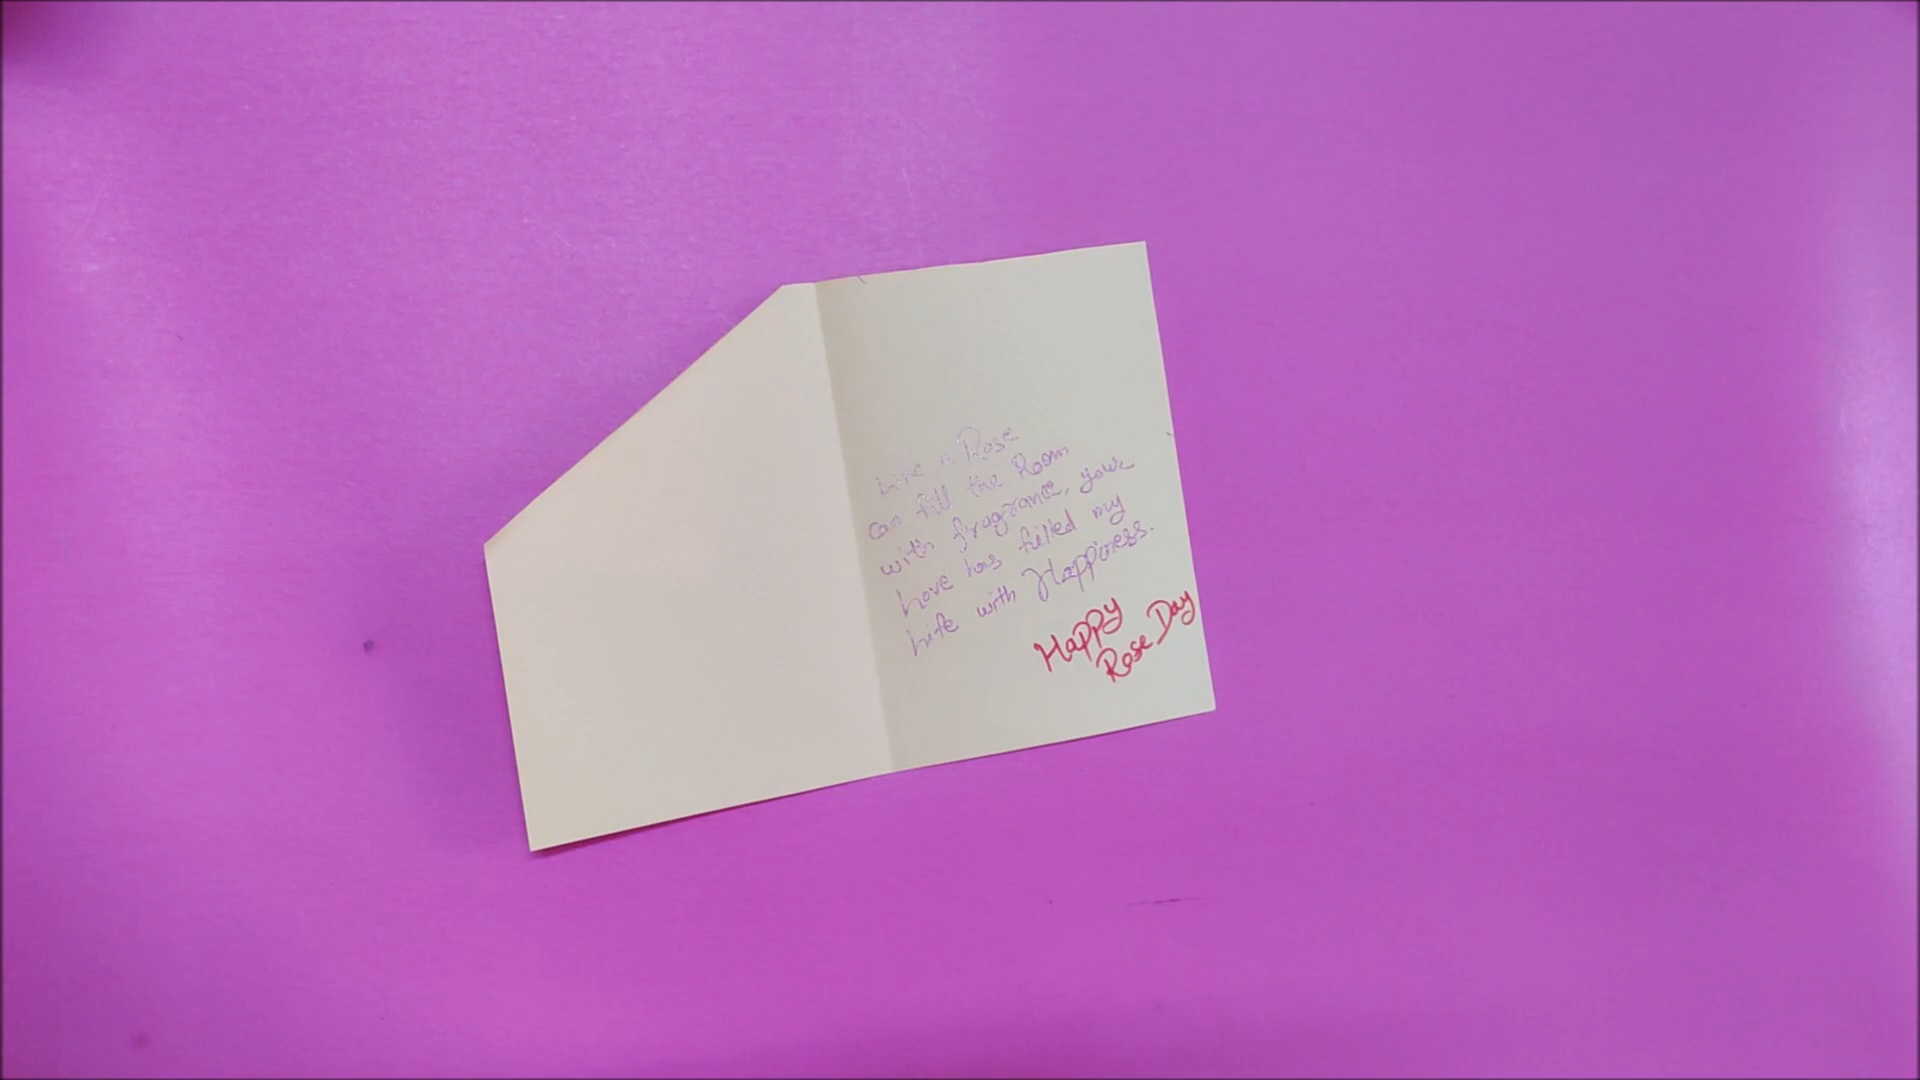 Like a Rose
can fill the Room
with fragrance, your
Love has filled my
Life with Happiness.
Happy
Rose Day